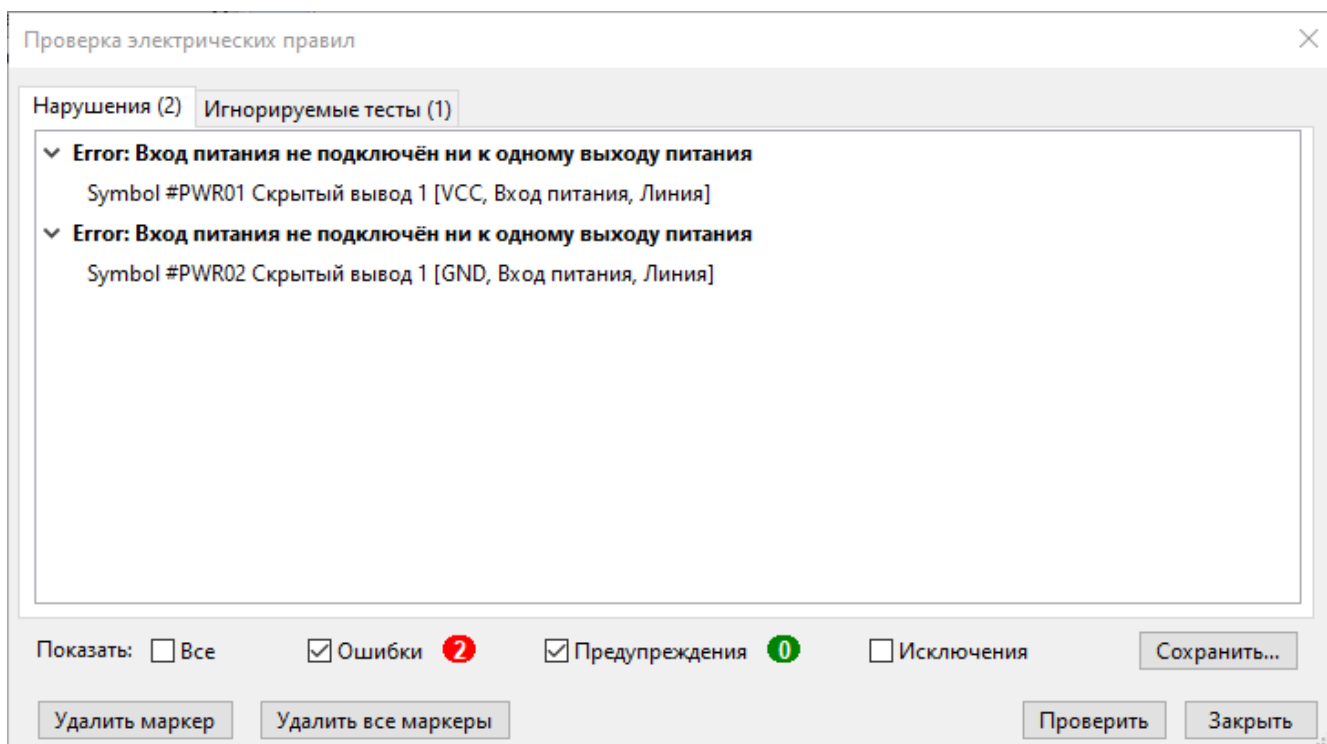 Проверка электрических правил
Нарушения (2) Игнорируемые тесты (1)
Error: Вход питания не подключён ни к одному выходу питания
Symbol #PWR01 Скрытый вывод 1 [VCC, Вход питания, Линия]
Error: Вход питания не подключён ни к одному выходу питания
Symbol #PWR02 Скрытый вывод 1 [GND, Вход питания, Линия]
Показать: Все Ошибки 2 Предупреждения 0 Исключения Сохранить...
Удалить маркер Удалить все маркеры Проверить Закрыть